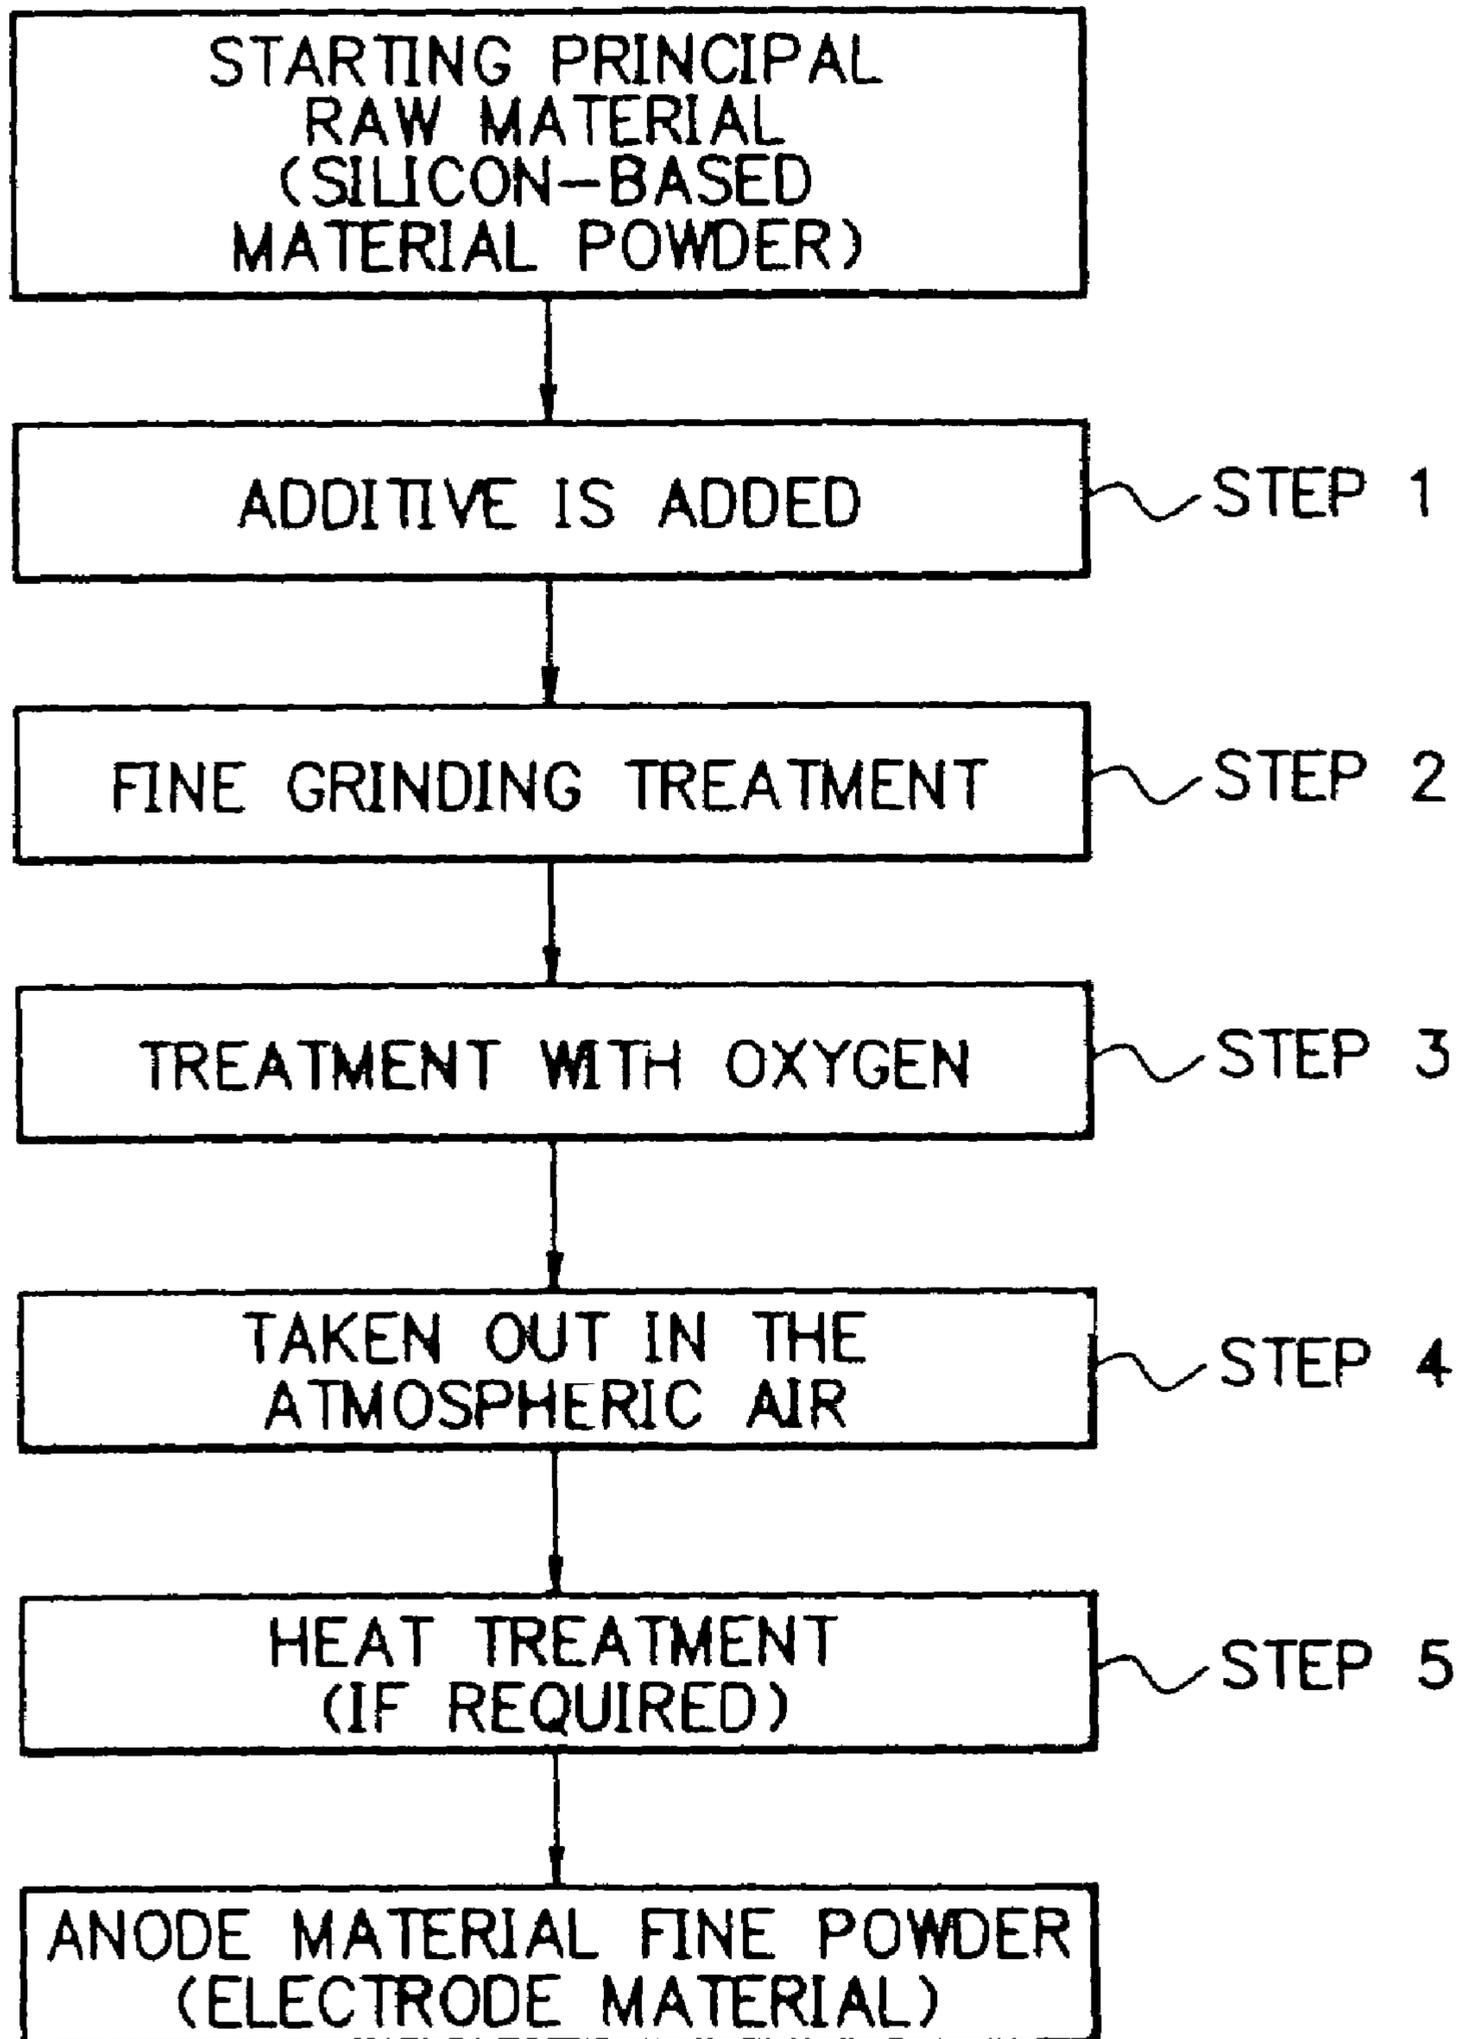 STARTING PRINCIPAL
RAW MATERIAL
(SILICON-BASED
MATERIAL POWDER)
ADDITIVE IS ADDED
STEP 1
FINE GRINDING TREATMENT
STEP 2
TREATMENT WITH OXYGEN
STEP 3
TAKEN OUT IN THE
ATMOSPHERIC AIR
STEP 4
HEAT TREATMENT
(IF REQUIRED)
STEP 5
ANODE MATERIAL FINE POWDER
(ELECTRODE MATERIAL)